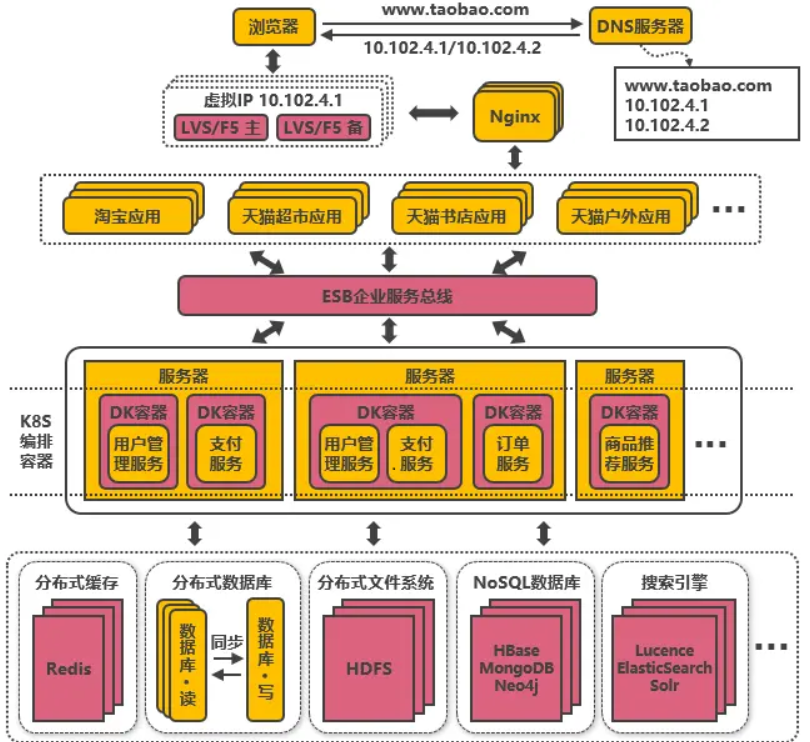 浏览器
www.taobao.com
10.102.4.1/10.102.4.2
DNS服务器
www.taobao.com
10.102.4.1
10.102.4.2
虚拟IP 10.102.4.1
LVS/F5 主
LVS/F5 备
Nginx
淘宝应用
天猫超市应用
天猫书店应用
天猫户外应用
...
ESB企业服务总线
K8S
编排
容器
服务器
DK容器
用户管
理服务
DK容器
支付
服务
服务器
DK容器
用户管
理服务
支付
.服务
DK容器
订单
服务
服务器
DK容器
商品推
荐服务
...
分布式缓存
Redis
分布式数据库
数据库·读
同步
数据库·写
分布式文件系统
HDFS
NoSQL数据库
HBase
MongoDB
Neo4j
搜索引擎
Lucence
ElasticSearch
Solr
...